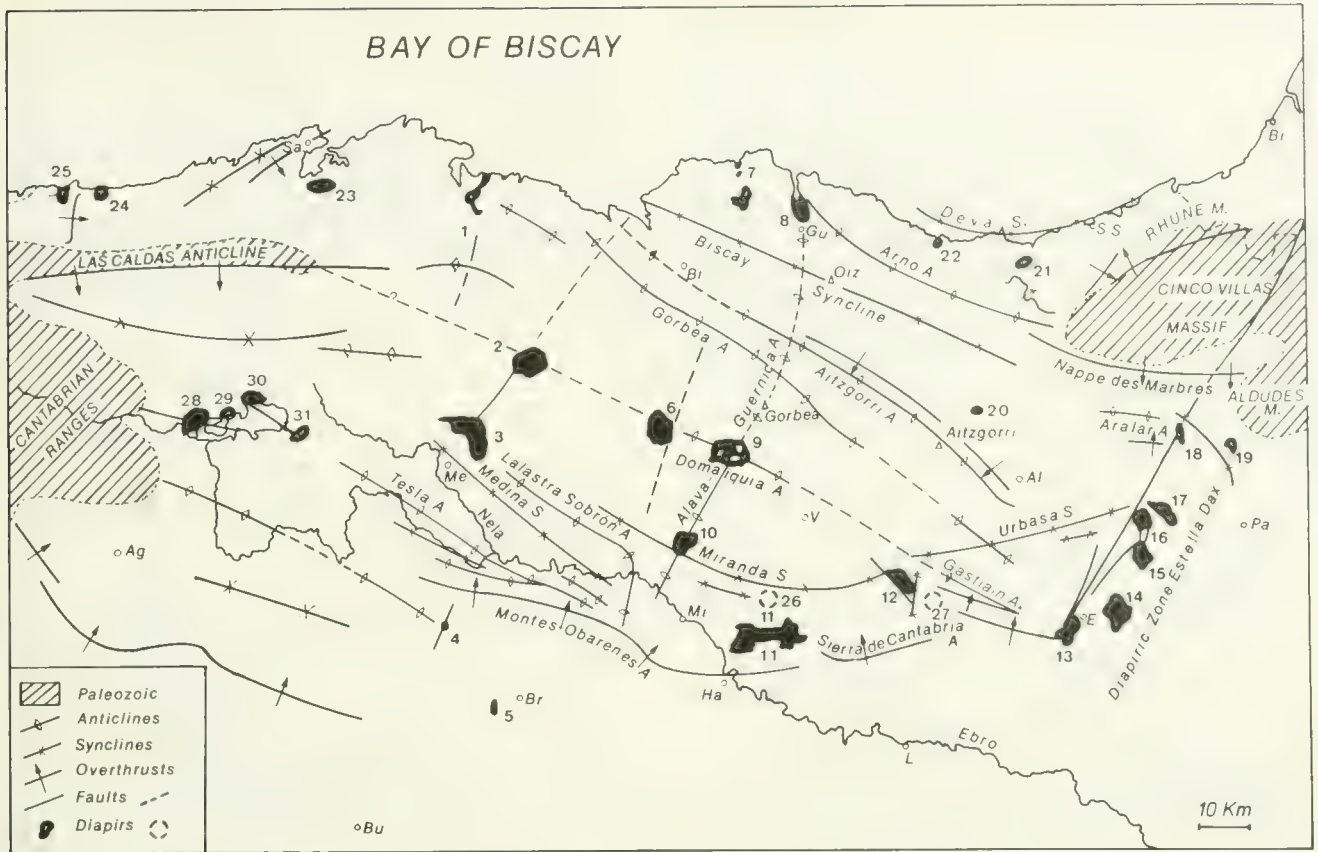 BAY OF BISCAY
Sa
Bi
25
24
23
1
7
8
Gu
Deva S.
S S
RHUNE M.
22
21
Biscay
Syncline
Oiz
Arno A
LAS CALDAS ANTICLINE
Bi
CINCO VILLAS
MASSIF
Gorbea A
Nappe des Marbres
ALDUDES
M.
2
Guernica A
Aitzgorri A
CANTABRIAN
RANGES
28
29
30
31
3
6
Gorbea
9
20
Aitzgorri
Aralar A
18
19
Me
Medina S
Lalastra Sobron A
Domaiquia A
Al
Tesla A
Nela
Alava
V
Urbasa S
17
16
15
Pa
Ag
10
Miranda S
Gastiain A.
12
26
27
14
11
11
Mi
Montes Obarenes A
Sierra de Cantabria
A
E
13
Diapiric Zone Estella Dax
4
Ha
5
Br
Ebro
L
Bu
Paleozoic
Anticlines
Synclines
Overthrusts
Faults
Diapirs
10 Km